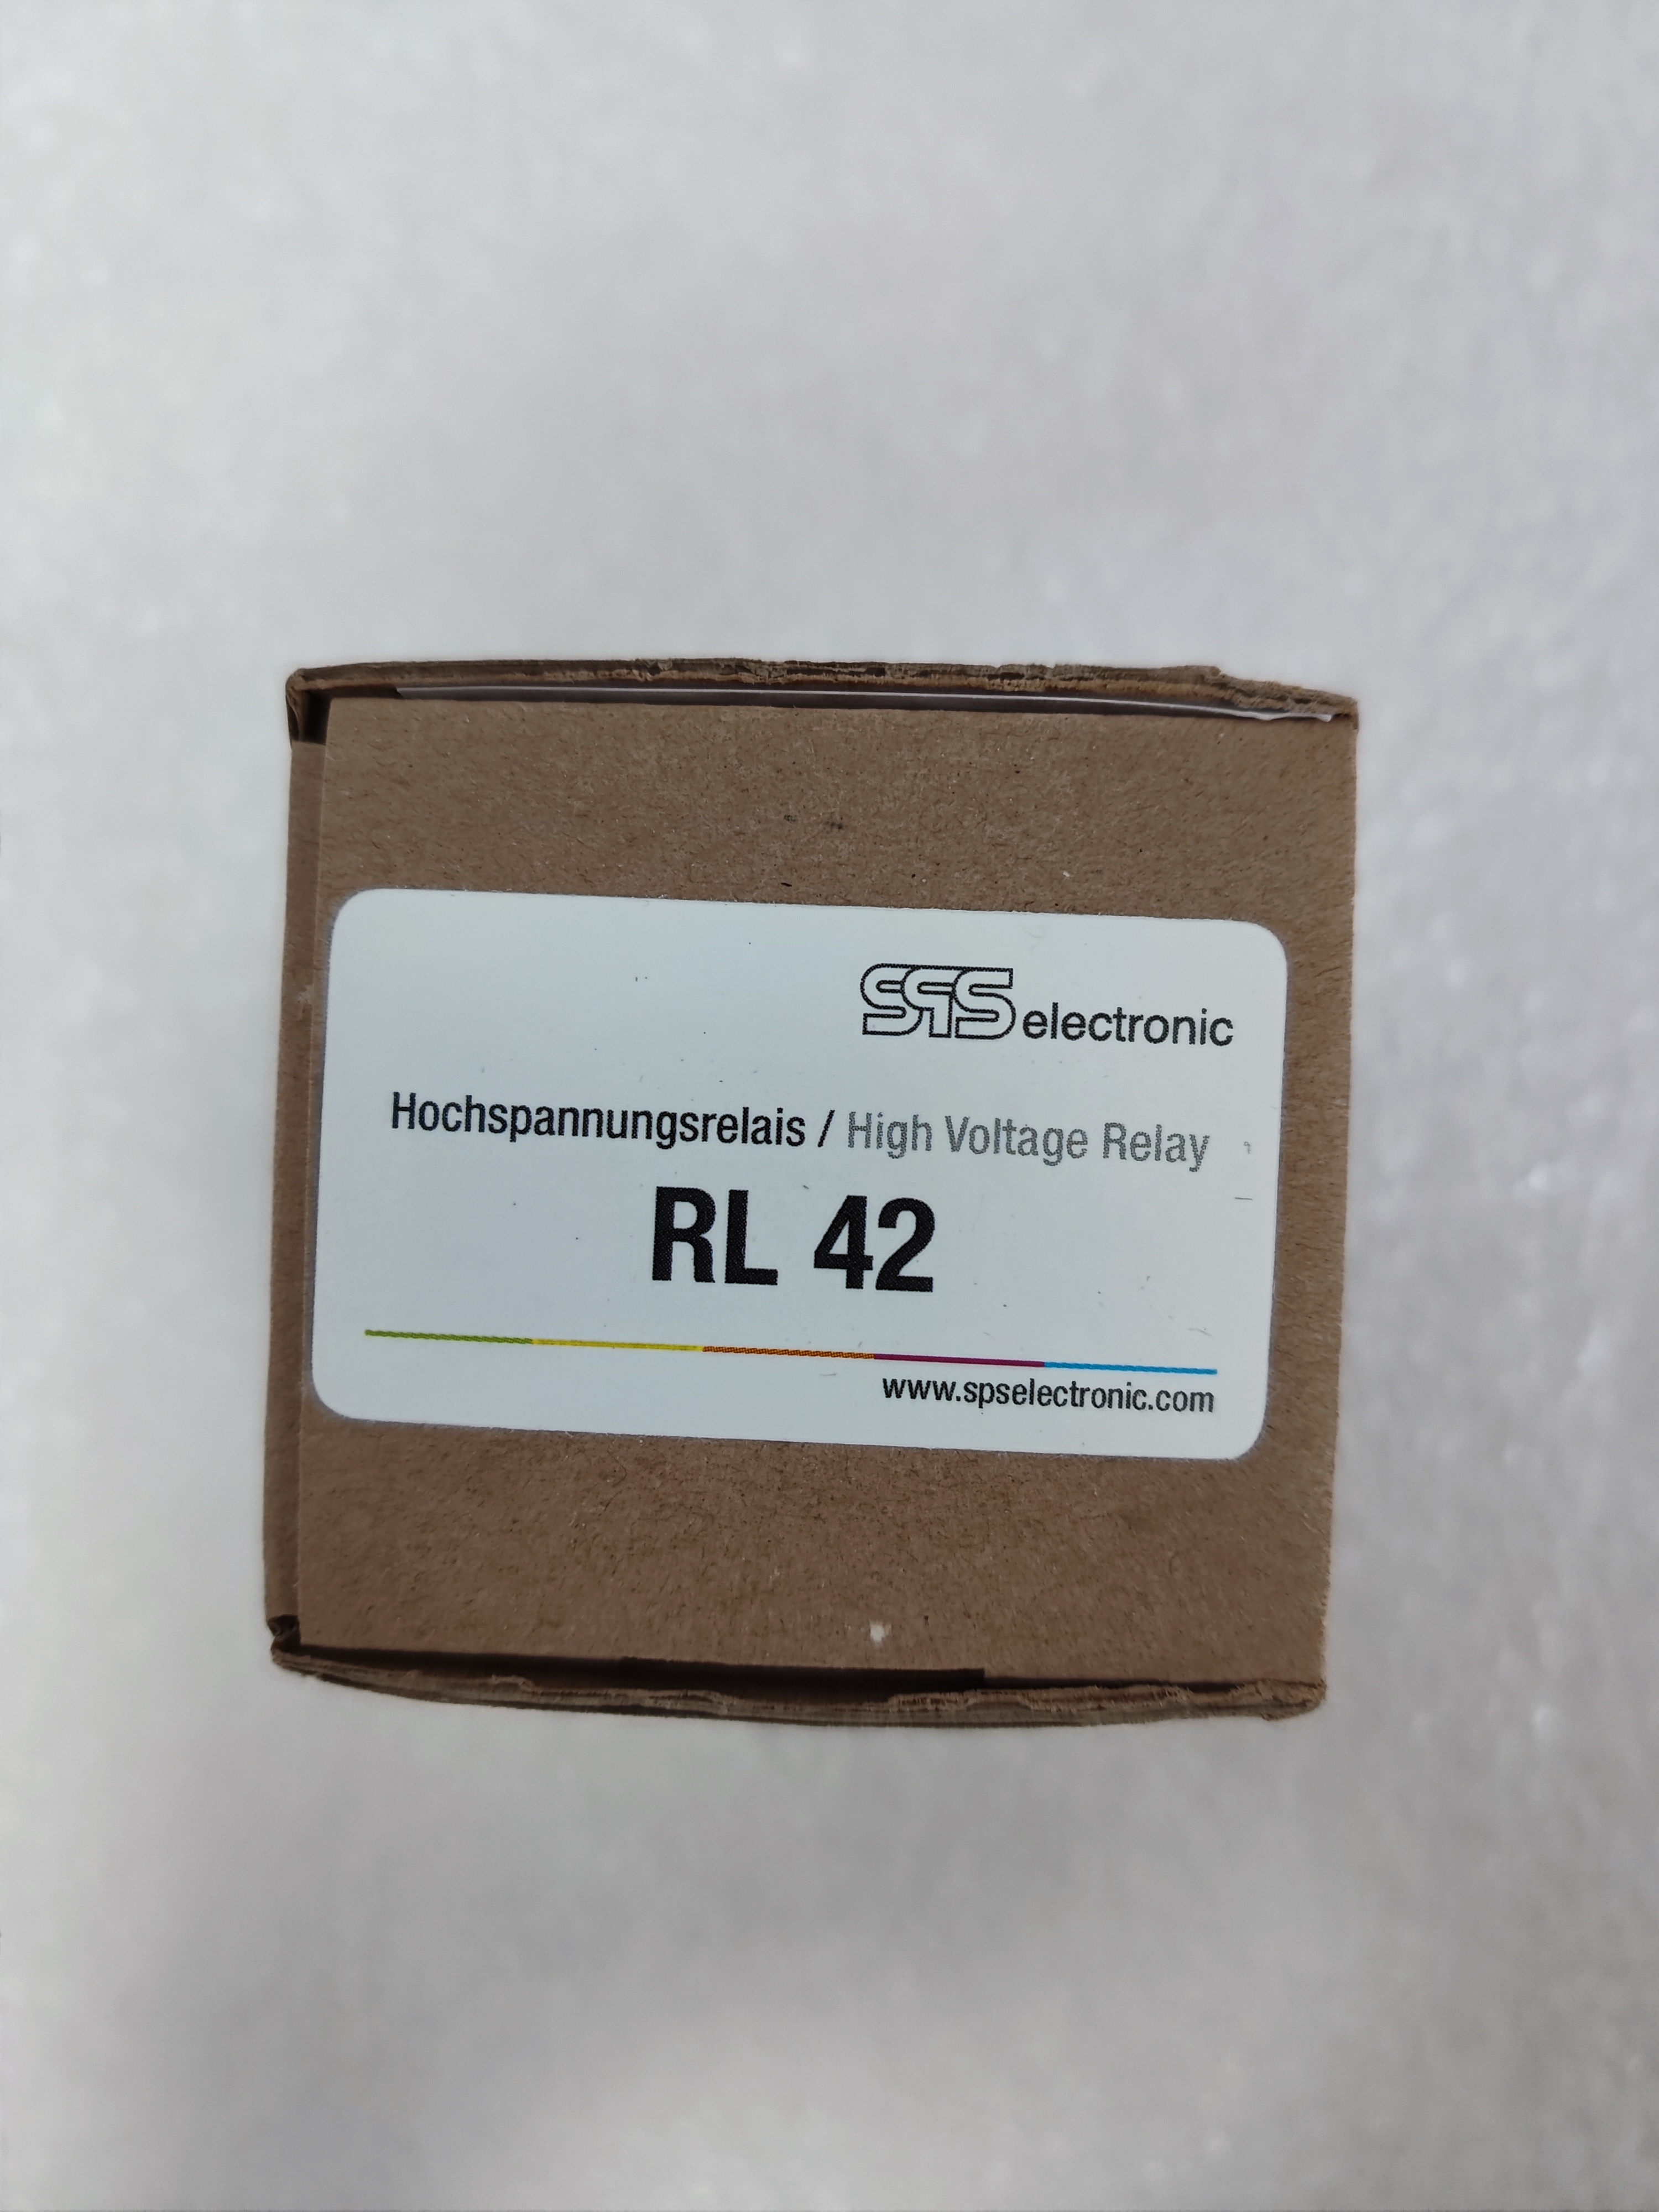 SPS electronic
Hochspannungsrelais / High Voltage Relay
RL 42
www.spselectronic.com